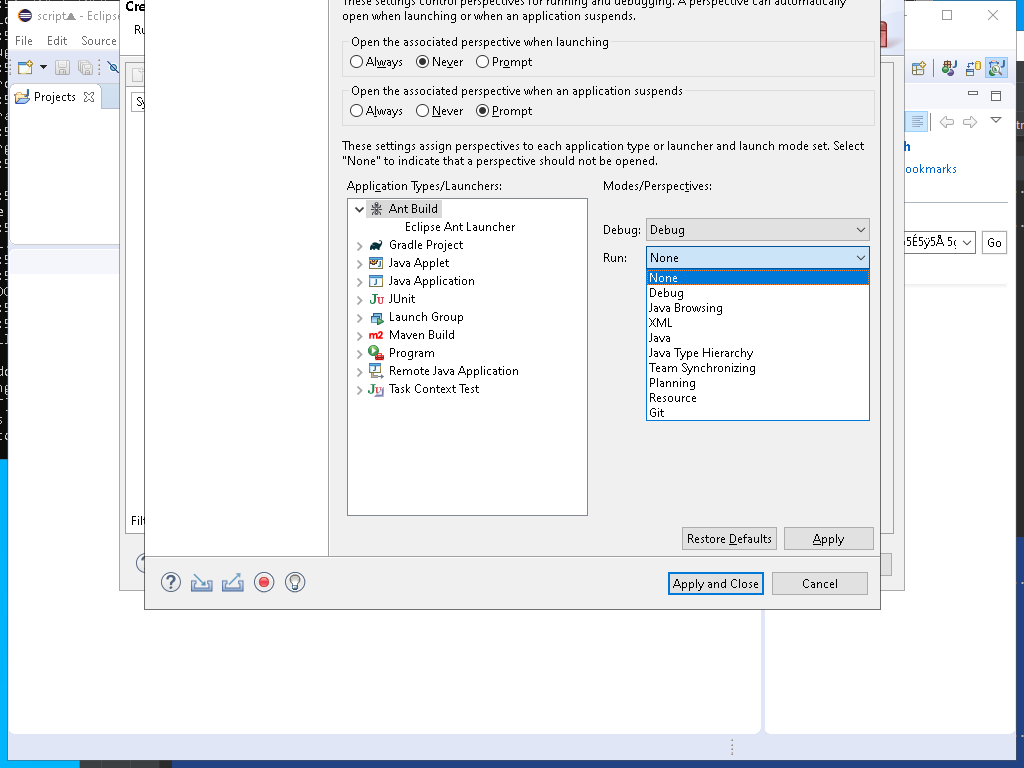 script▲ - Eclipse
Cre
File Edit Source
Ru
Projects
Sy
These settings control perspectives for running and debugging. A perspective can automatically
open when launching or when an application suspends.
Open the associated perspective when launching
Always Never Prompt
Open the associated perspective when an application suspends
Always Never Prompt
These settings assign perspectives to each application type or launcher and launch mode set. Select
"None" to indicate that a perspective should not be opened.
Application Types/Launchers:
Modes/Perspectives:
Ant Build
Eclipse Ant Launcher
Gradle Project
Java Applet
Java Application
JUnit
Launch Group
Maven Build
Program
Remote Java Application
Task Context Test
Debug: Debug
Run: None
None
Debug
Java Browsing
XML
Java
Java Type Hierarchy
Team Synchronizing
Planning
Resource
Git
ookmarks
Go
Filt
Restore Defaults Apply
Apply and Close Cancel